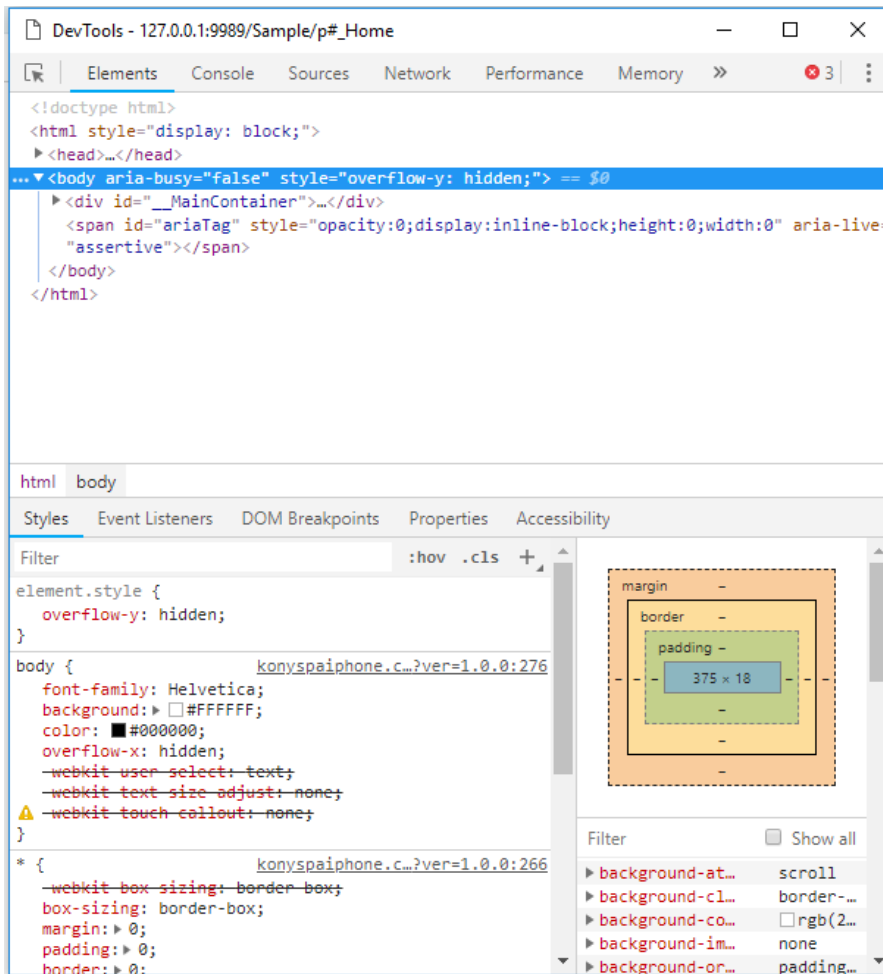 DevTools - 127.0.0.1:9989/Sample/p#_Home
Elements Console Sources Network Performance Memory » 3
<!doctype html>
<html style="display: block;">
<head>…</head>
<body aria-busy="false" style="overflow-y: hidden;"> == $0
<div id="__MainContainer">…</div>
<span id="ariaTag" style="opacity:0;display:inline-block;height:0;width:0" aria-live=
"assertive"></span>
</body>
</html>
html body
Styles Event Listeners DOM Breakpoints Properties Accessibility
Filter :hov .cls +
element.style {
overflow-y: hidden;
}
body { konyspaiphone.c…?ver=1.0.0:276
font-family: Helvetica;
background: #FFFFFF;
color: #000000;
overflow-x: hidden;
-webkit-user-select: text;
-webkit-text-size-adjust: none;
-webkit-touch-callout: none;
}
* { konyspaiphone.c…?ver=1.0.0:266
-webkit-box-sizing: border-box;
box-sizing: border-box;
margin: 0;
padding: 0;
border: 0;
margin -
border -
padding -
- - - 375 × 18 - - -
-
-
-
Filter Show all
background-at… scroll
background-cl… border-…
background-co… rgb(2…
background-im… none
background-or… padding…